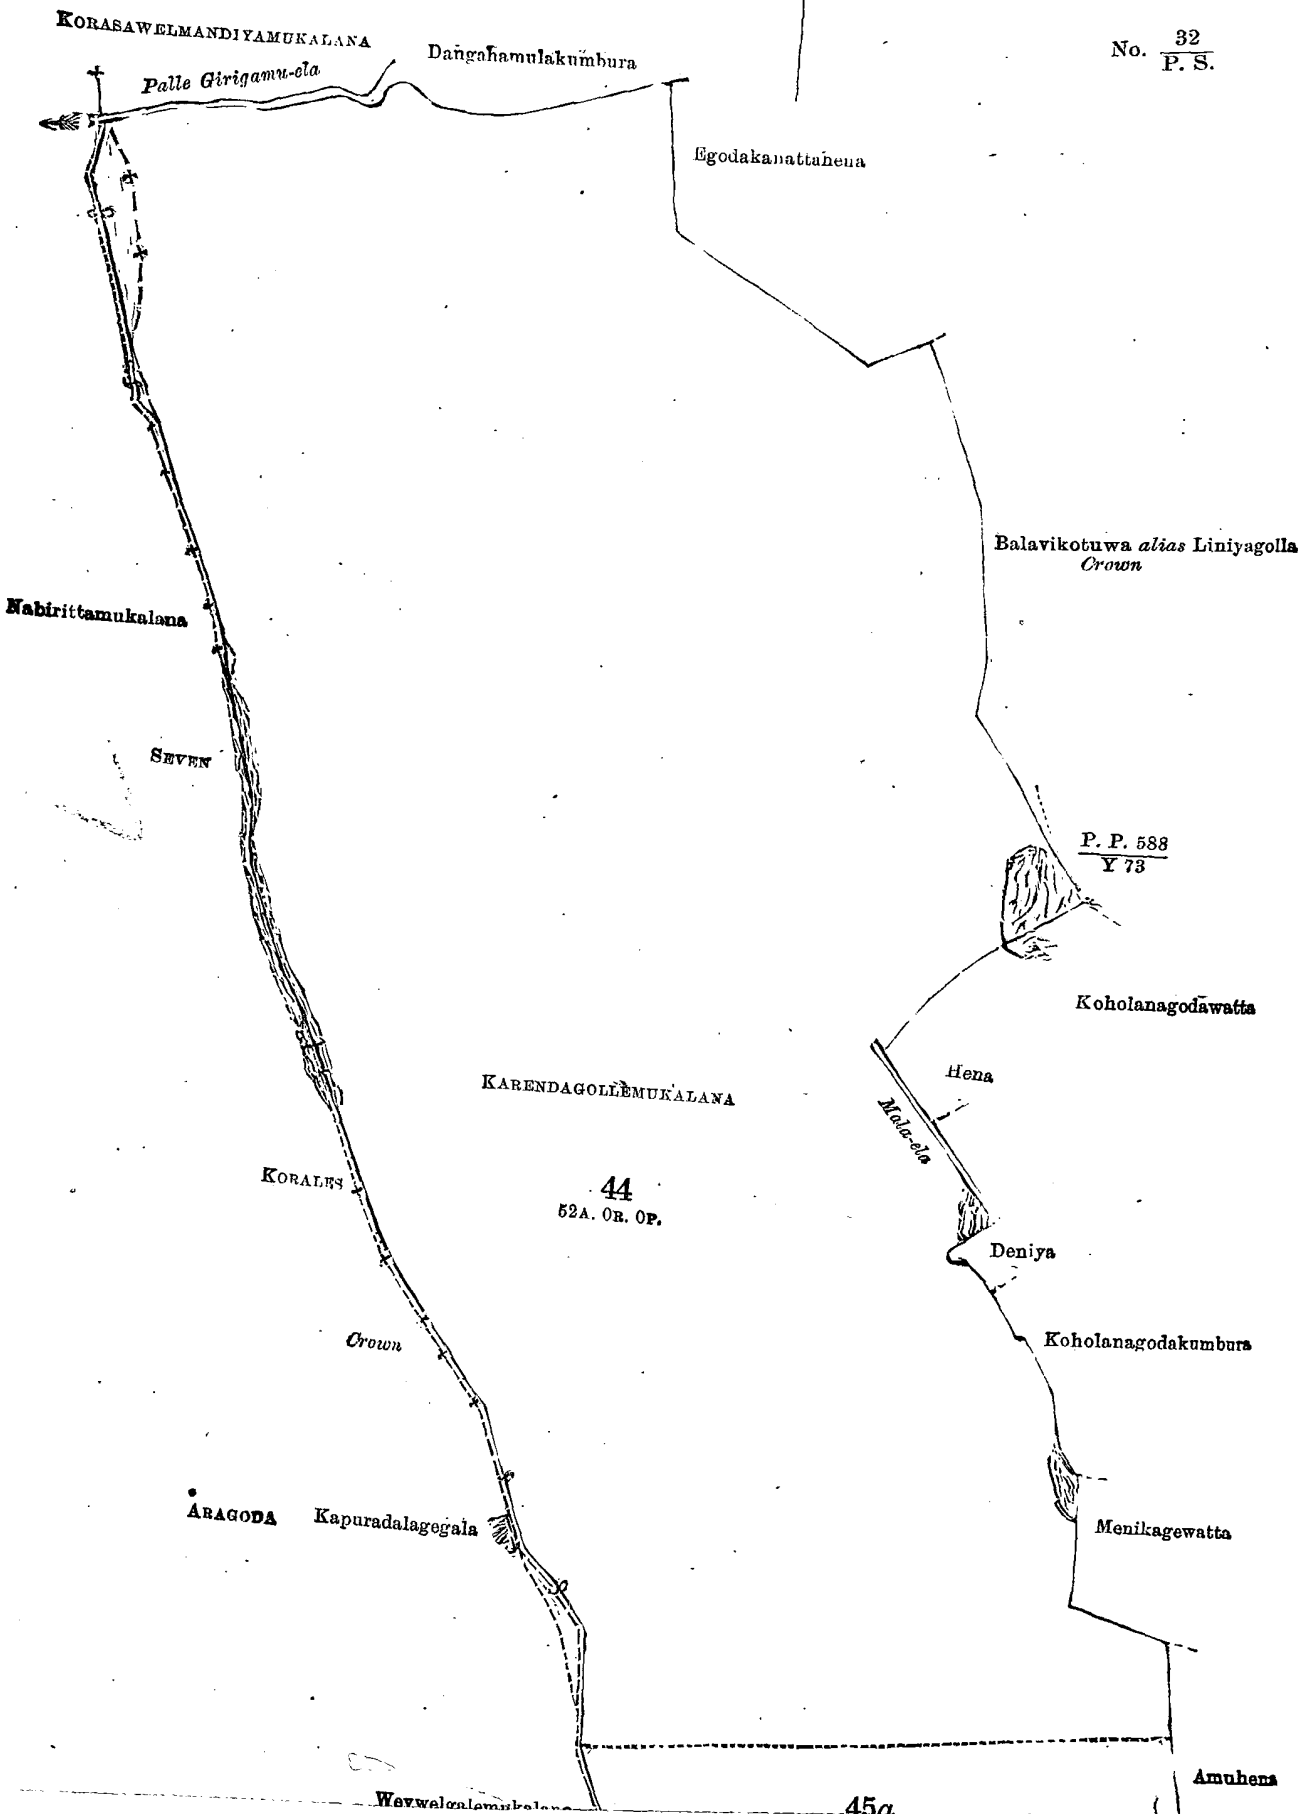 KORASAWELMANDIYAMUKALANA
Dangahamulakumbura
No. 32
P. S.
Palle Girigamu-ela
Egodakanattahena
Balavikotuwa alias Liniyagolla
Crown
Nabirittamukalana
SEVEN
P. P. 588
Y 73
Koholanagodawatta
Hena
KARENDAGOLLEMUKALANA
Mala-ela
KORALES
44
52A. 0R. 0P.
Deniya
Crown
Koholanagodakumbura
ARAGODA
Kapuradalagegala
Menikagewatta
Amuhena
Wewwelgalemukalana
45a